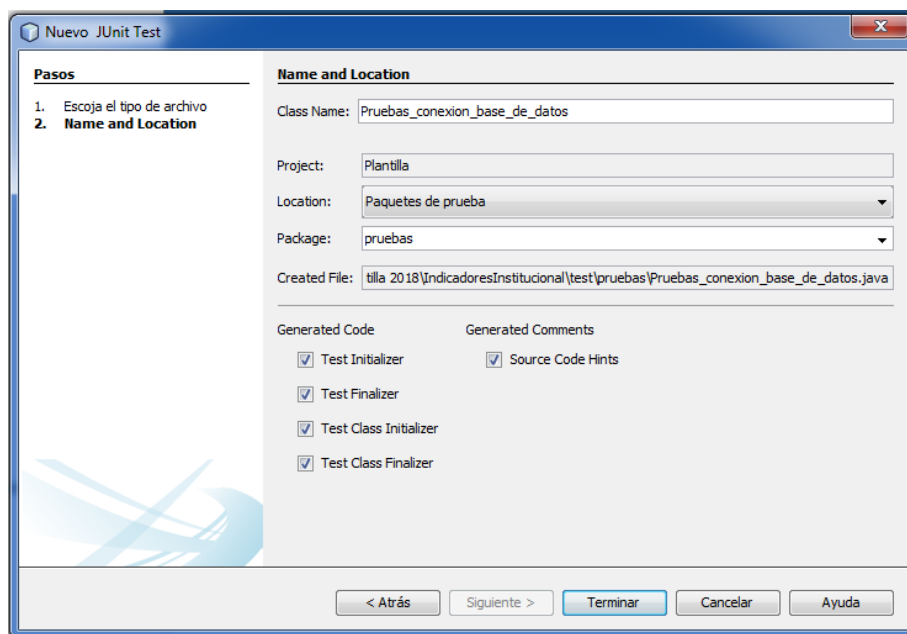 Nuevo JUnit Test
Pasos
1. Escoja el tipo de archivo
2. Name and Location
Name and Location
Class Name: Pruebas_conexion_base_de_datos
Project: Plantilla
Location: Paquetes de prueba
Package: pruebas
Created File: tilla 2018\IndicadoresInstitucional\test\pruebas\Pruebas_conexion_base_de_datos.java
Generated Code Generated Comments
Test Initializer Source Code Hints
Test Finalizer
Test Class Initializer
Test Class Finalizer
< Atrás Siguiente > Terminar Cancelar Ayuda